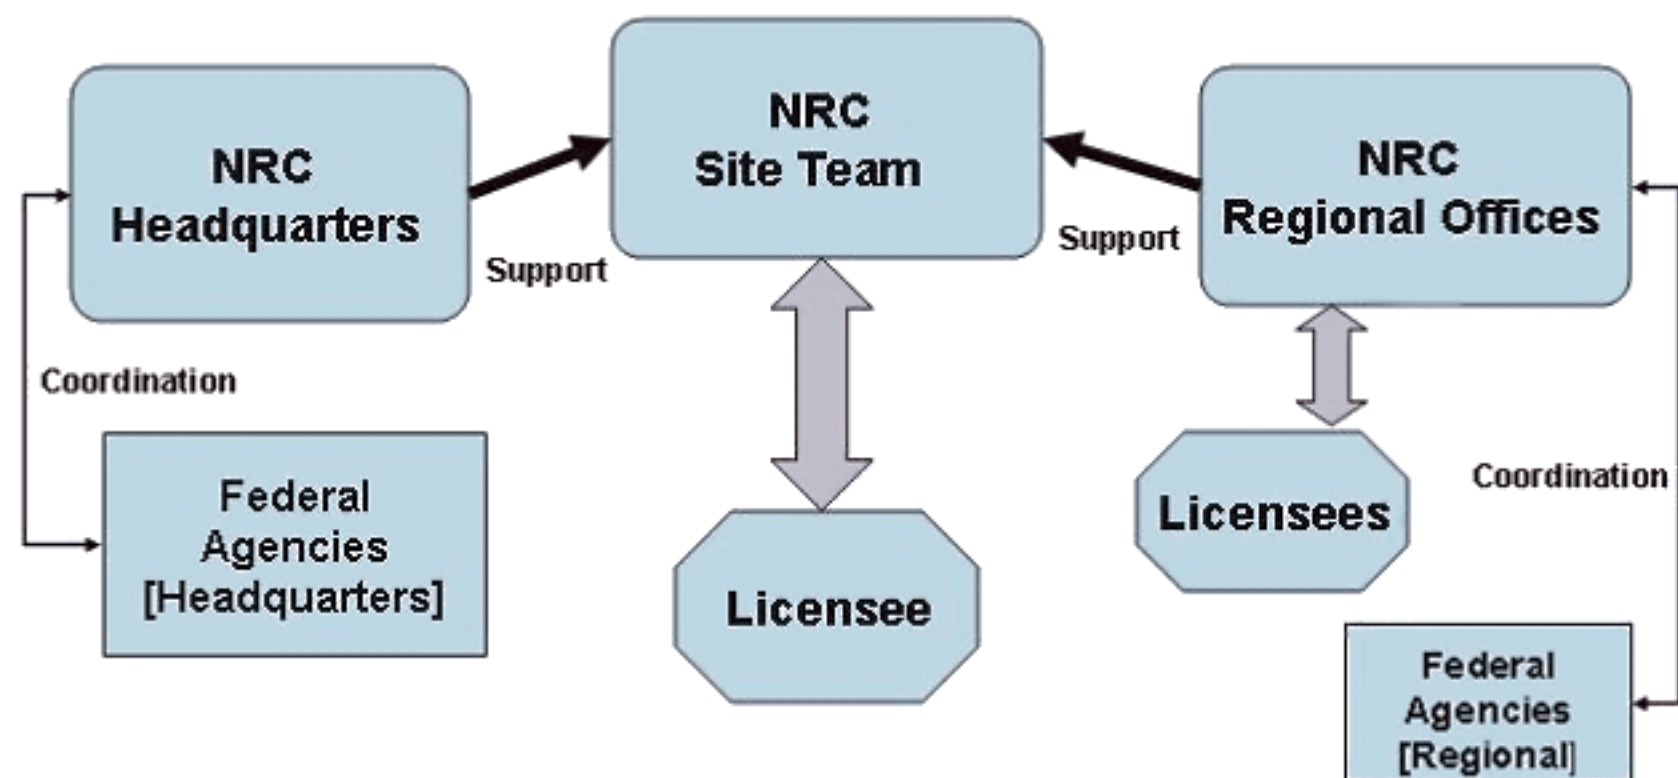 NRC
Headquarters
Support
Coordination
Federal
Agencies
[Headquarters]
NRC
Site Team
Licensee
NRC
Regional Offices
Support
Licensees
Coordination
Federal
Agencies
[Regional]